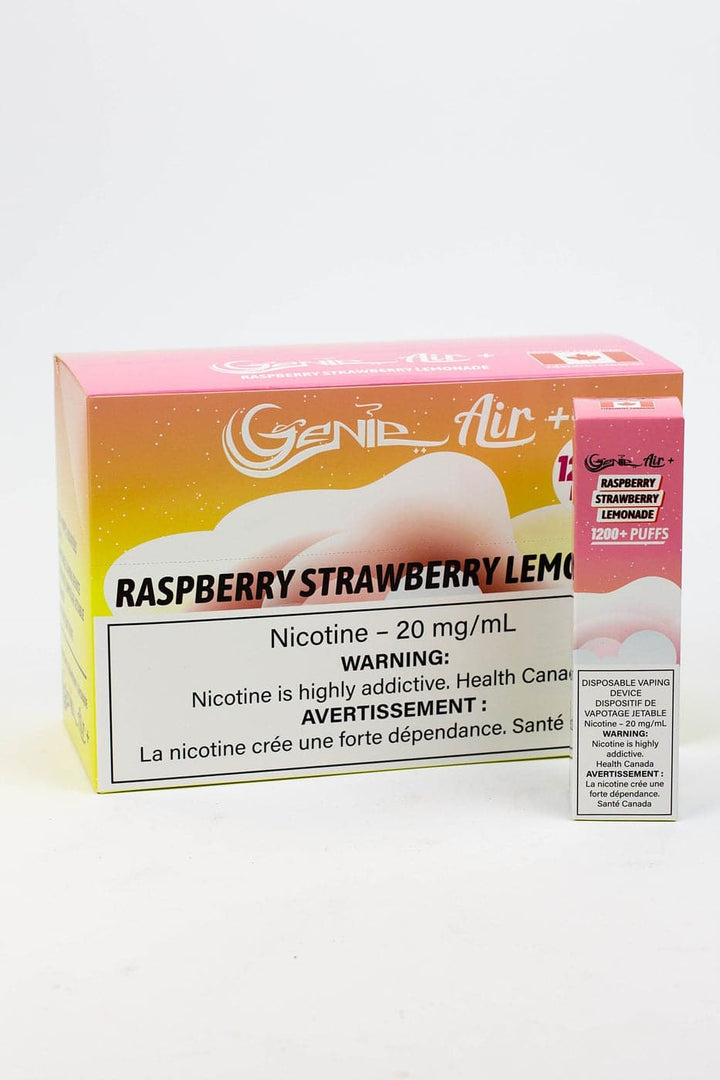 Genie Air +
RASPBERRY STRAWBERRY LEMONADE
Genie Air +
RASPBERRY STRAWBERRY
Nicotine – 20 mg/mL
WARNING:
Nicotine is highly addictive. Health
AVERTISSEMENT :
La nicotine crée une forte dépendance. Santé
Genie Air +
Genie Air +
RASPBERRY
STRAWBERRY
LEMONADE
1200+ PUFFS
DISPOSABLE VAPING
DEVICE
DISPOSITIF DE
VAPOTAGE JETABLE
Nicotine – 20 mg/mL
WARNING:
Nicotine is highly
addictive.
Health Canada
AVERTISSEMENT :
La nicotine crée une
forte dépendance.
Santé Canada